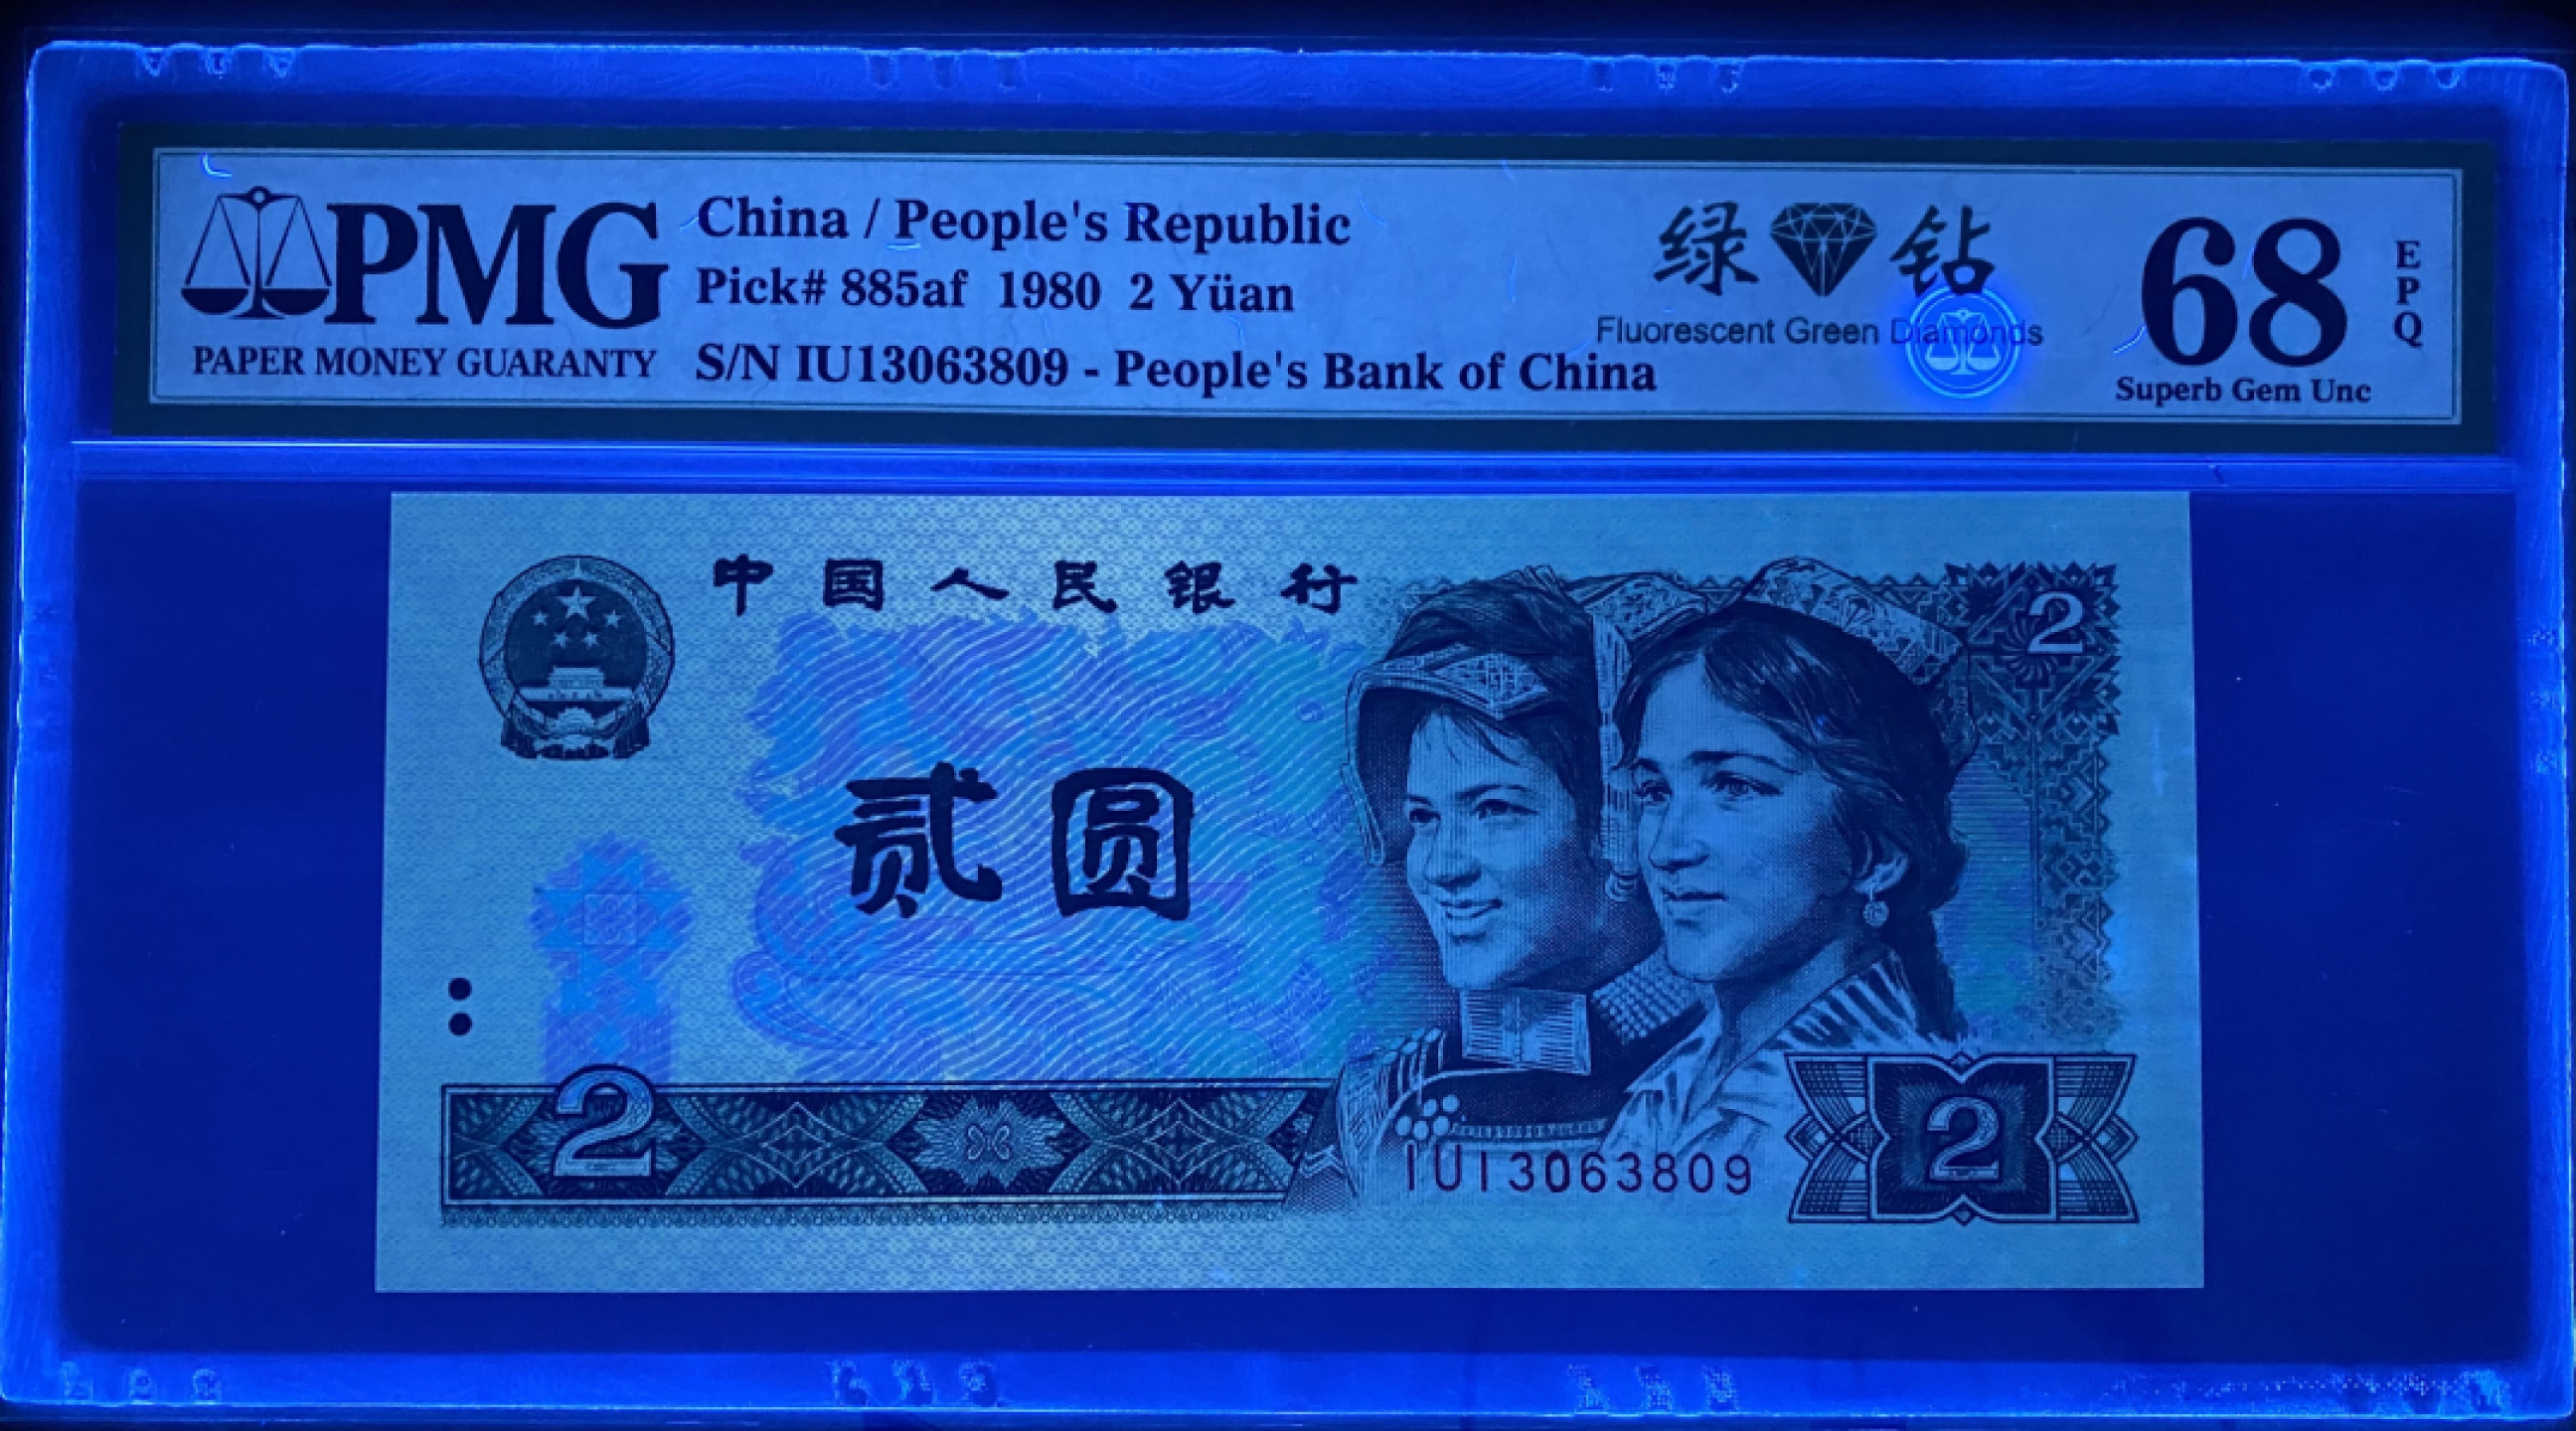 PMG
PAPER MONEY GUARANTY
China / People's Republic
Pick# 885af 1980 2 Yüan
S/N IU13063809 - People's Bank of China
绿钻
Fluorescent Green Diamonds
68
EPQ
Superb Gem Unc
中国人民银行
2
贰圆
2
IU13063809
2